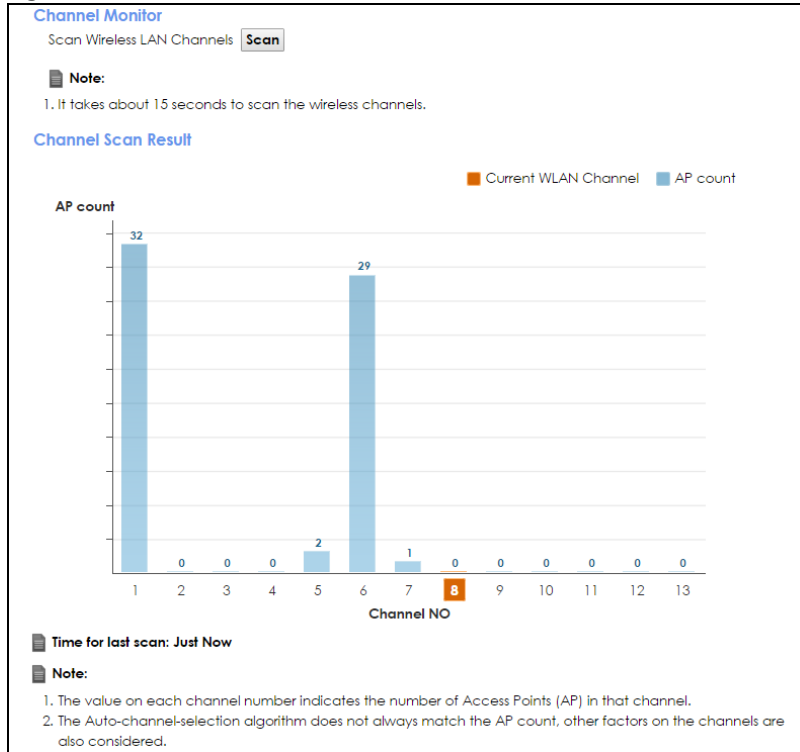 Channel Monitor
Scan Wireless LAN Channels Scan
Note:
1. It takes about 15 seconds to scan the wireless channels.
Channel Scan Result
Current WLAN Channel AP count
AP count
32
29
2
1
0 0 0 0 0 0 0 0 0
1 2 3 4 5 6 7 8 9 10 11 12 13
Channel NO
Time for last scan: Just Now
Note:
1. The value on each channel number indicates the number of Access Points (AP) in that channel.
2. The Auto-channel-selection algorithm does not always match the AP count, other factors on the channels are
also considered.